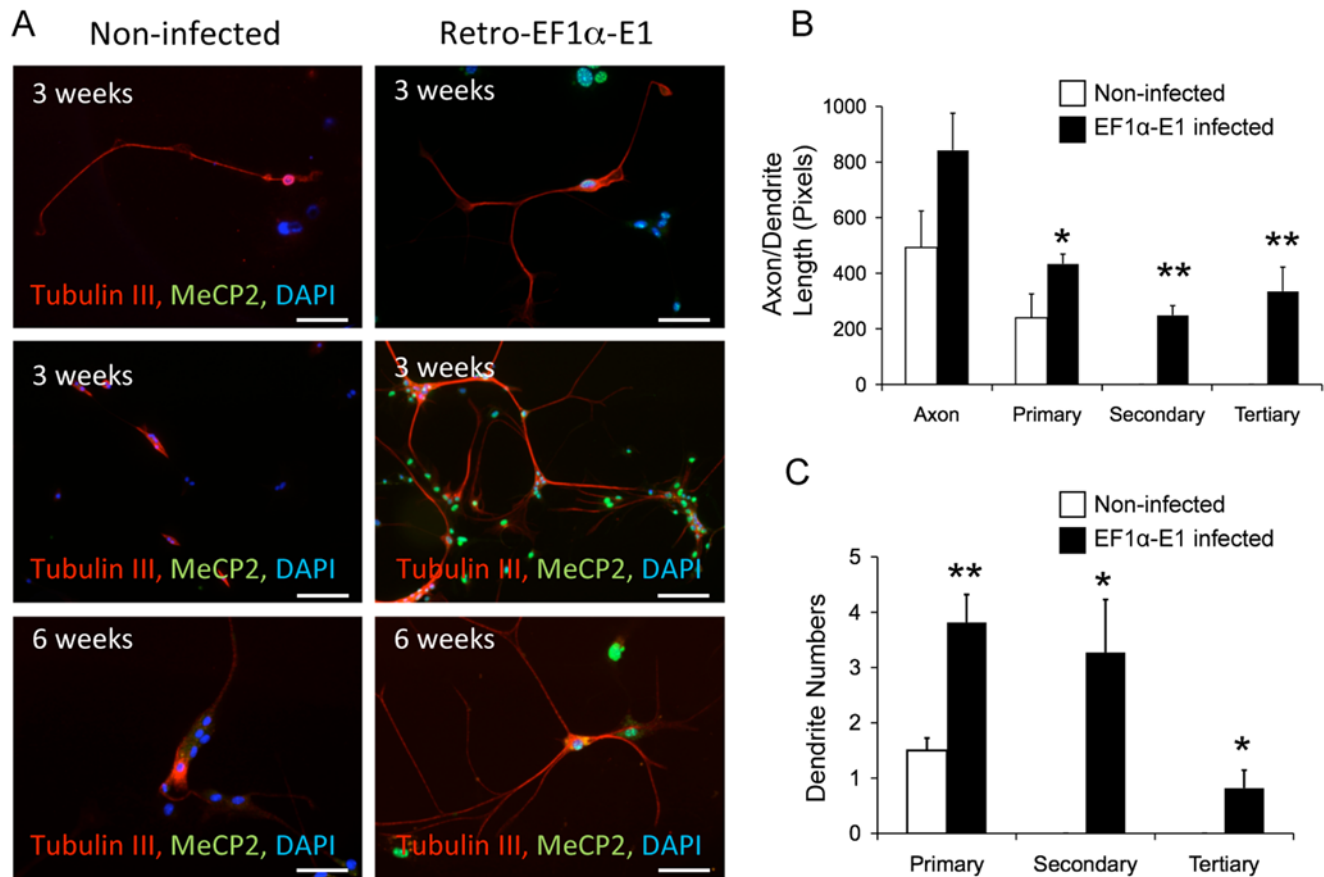 A
Non-infected
Retro-EF1α-E1
3 weeks
Tubulin III, MeCP2, DAPI
3 weeks
3 weeks
Tubulin III, MeCP2, DAPI
3 weeks
Tubulin III, MeCP2, DAPI
6 weeks
Tubulin III, MeCP2, DAPI
6 weeks
Tubulin III, MeCP2, DAPI
B
Non-infected
EF1α-E1 infected
Axon/Dendrite
Length (Pixels)
1000
800
600
400
200
0
*
**
**
Axon
Primary
Secondary
Tertiary
C
Non-infected
EF1α-E1 infected
Dendrite Numbers
5
4
3
2
1
0
**
*
*
Primary
Secondary
Tertiary